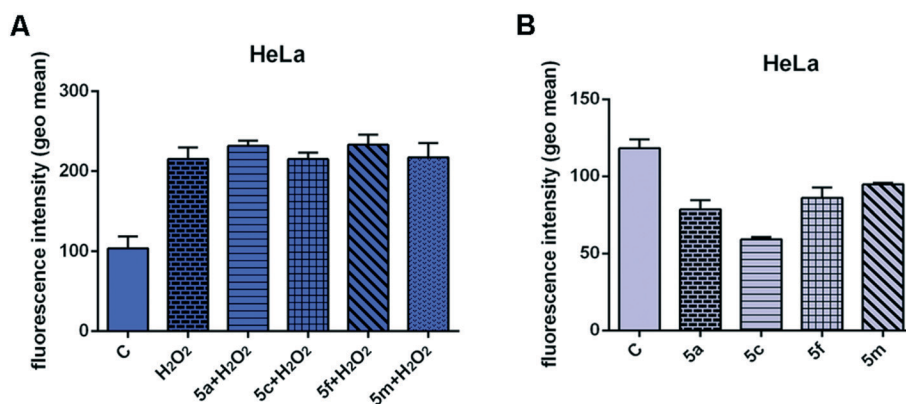 A
HeLa
fluorescence intensity (geo mean)
300
200
100
0
C
H₂O₂
5a+H₂O₂
5c+H₂O₂
5f+H₂O₂
5m+H₂O₂
B
HeLa
fluorescence intensity (geo mean)
150
100
50
0
C
5a
5c
5f
5m